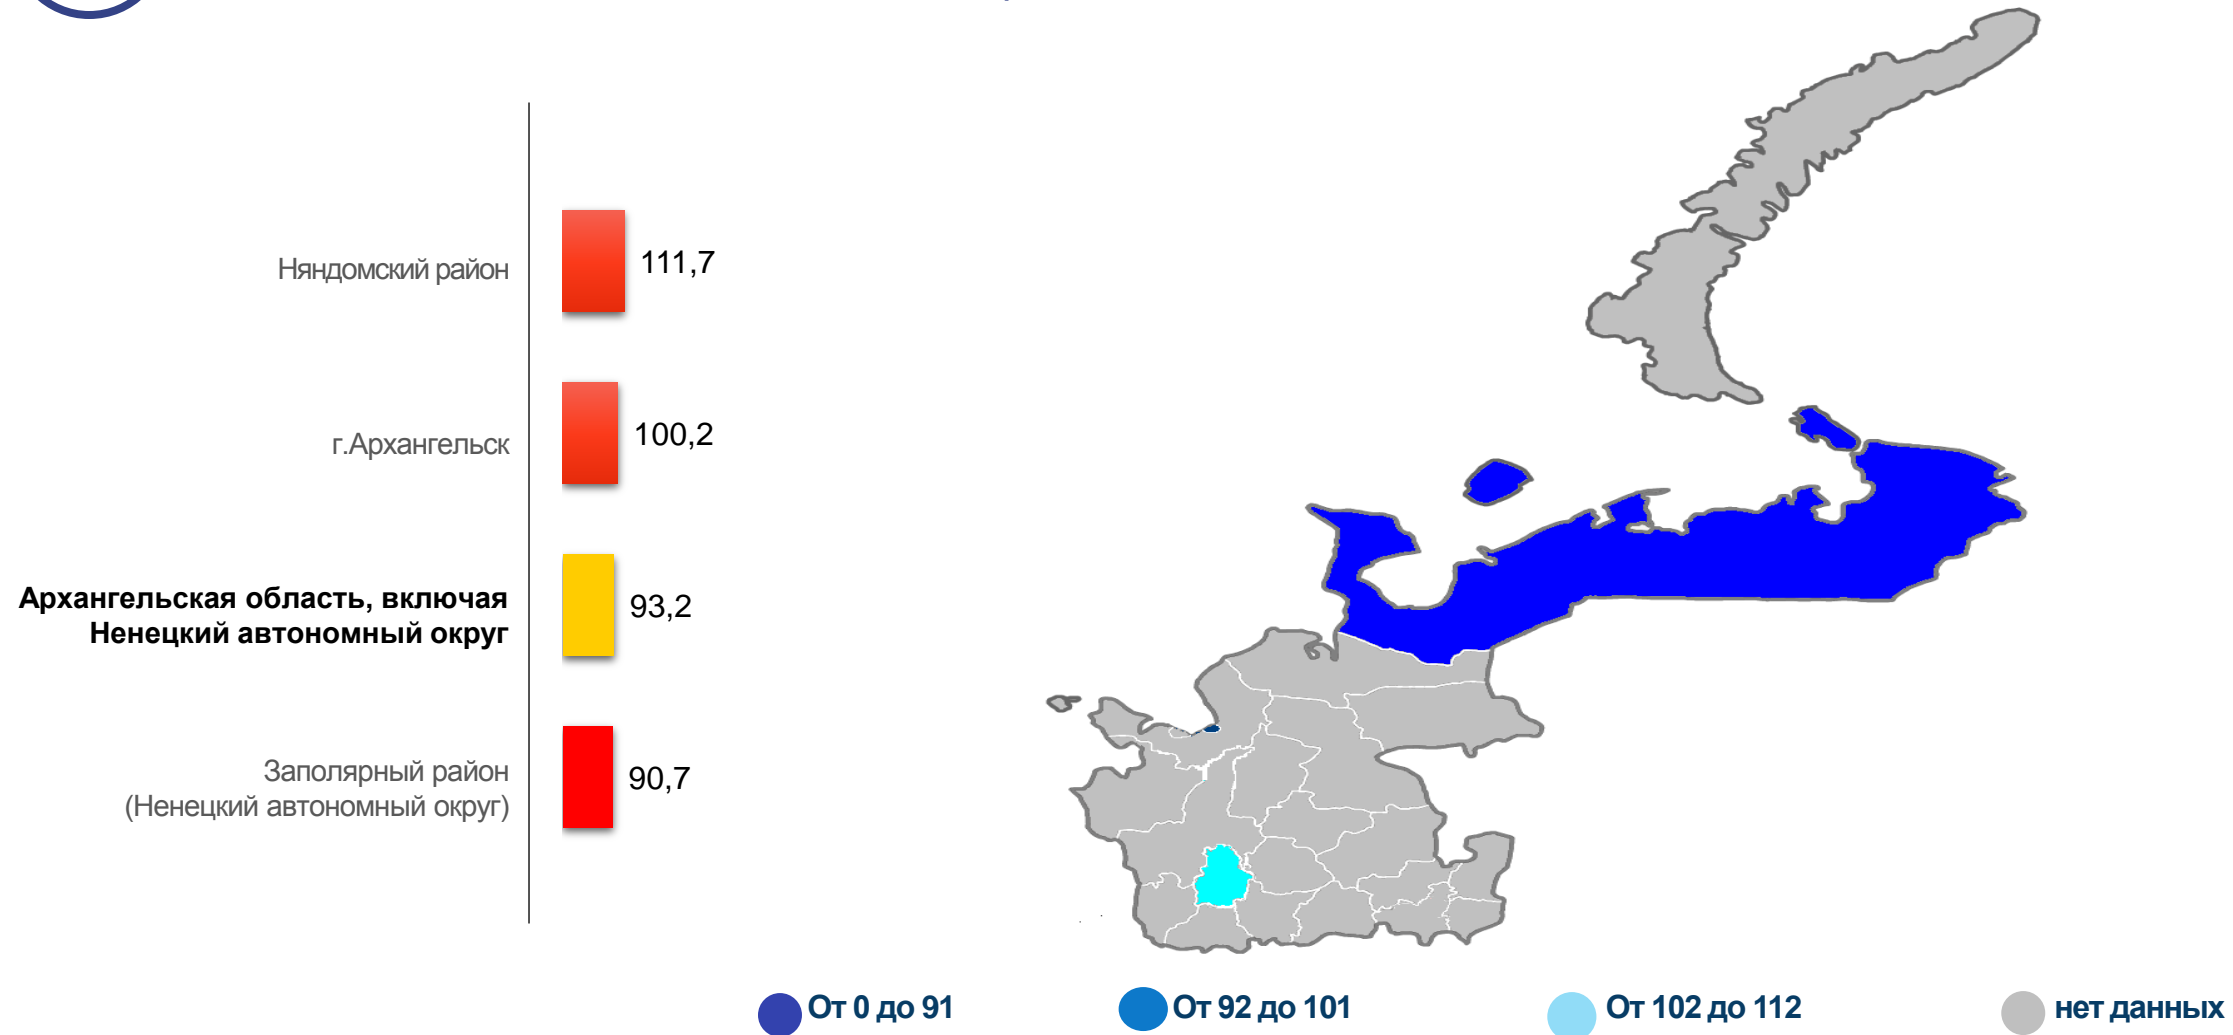 Няндомский район
111,7
г.Архангельск
100,2
Архангельская область, включая
Ненецкий автономный округ
93,2
Заполярный район
(Ненецкий автономный округ)
90,7
От 0 до 91
От 92 до 101
От 102 до 112
нет данных